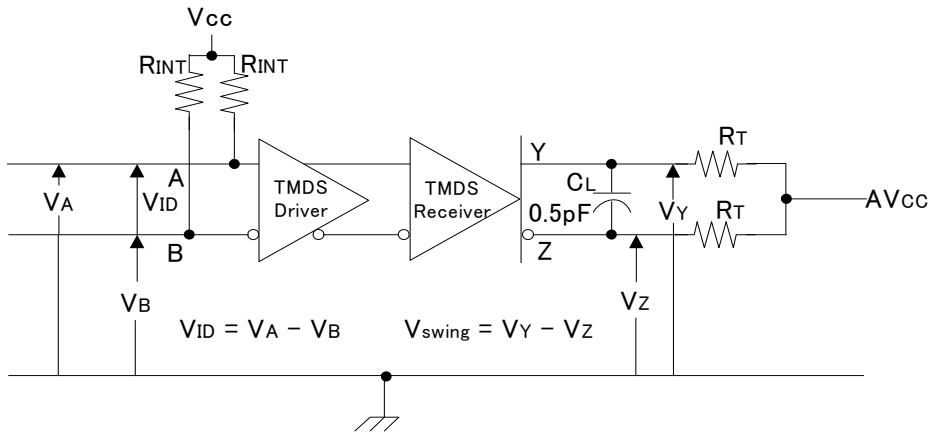 VCC
RINT
RINT
A
B
VA
VID
VB
TMDS
Driver
TMDS
Receiver
Y
Z
CL
0.5pF
VY
VZ
RT
RT
AVCC
VID = VA − VB
Vswing = VY − VZ